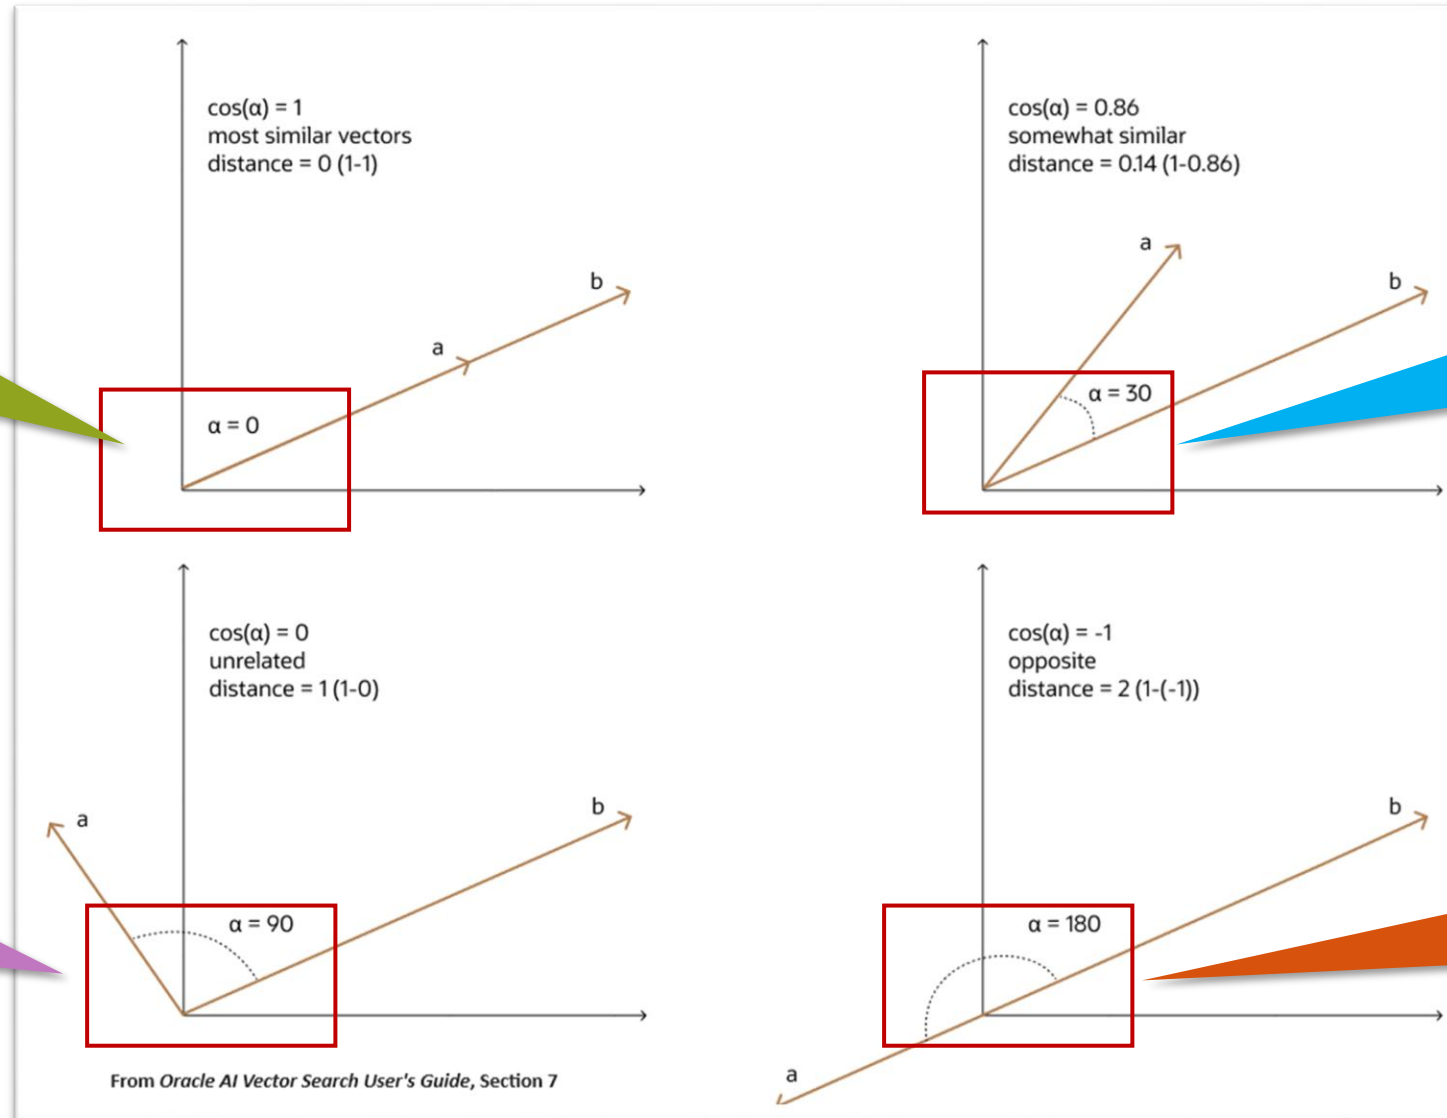 cos(α) = 1
most similar vectors
distance = 0 (1-1)
b
a
α = 0
cos(α) = 0.86
somewhat similar
distance = 0.14 (1-0.86)
a
b
α = 30
cos(α) = 0
unrelated
distance = 1 (1-0)
b
a
α = 90
cos(α) = -1
opposite
distance = 2 (1-(-1))
b
α = 180
a
From Oracle AI Vector Search User's Guide, Section 7